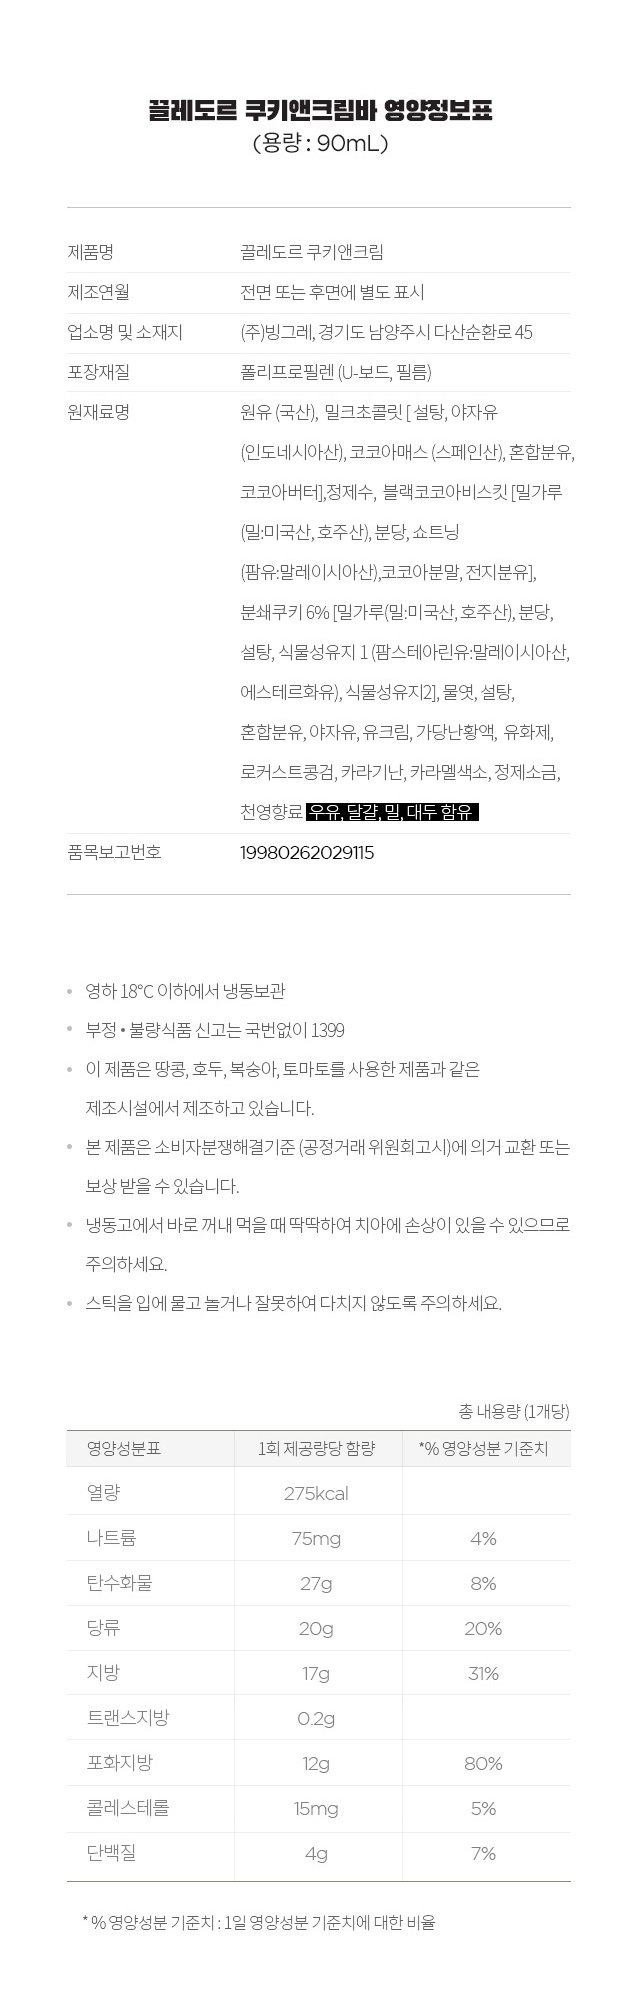 끌레도르 쿠키앤크림바 영양정보표
(용량 : 90mL)
제품명 끌레도르 쿠키앤크림
제조연월 전면 또는 후면에 별도 표시
업소명 및 소재지 (주)빙그레, 경기도 남양주시 다산순환로 45
포장재질 폴리프로필렌 (U-보드, 필름)
원재료명 원유 (국산), 밀크초콜릿 [ 설탕, 야자유
(인도네시아산), 코코아매스 (스페인산), 혼합분유,
코코아버터],정제수, 블랙코코아비스킷 [밀가루
(밀:미국산, 호주산), 분당, 쇼트닝
(팜유:말레이시아산),코코아분말, 전지분유],
분쇄쿠키 6% [밀가루(밀:미국산, 호주산), 분당,
설탕, 식물성유지 1 (팜스테아린유:말레이시아산,
에스테르화유), 식물성유지2], 물엿, 설탕,
혼합분유, 야자유, 유크림, 가당난황액, 유화제,
로커스트콩검, 카라기난, 카라멜색소, 정제소금,
천영향료 우유, 달걀, 밀, 대두 함유
품목보고번호 19980262029115
• 영하 18℃ 이하에서 냉동보관
• 부정 • 불량식품 신고는 국번없이 1399
• 이 제품은 땅콩, 호두, 복숭아, 토마토를 사용한 제품과 같은
제조시설에서 제조하고 있습니다.
• 본 제품은 소비자분쟁해결기준 (공정거래 위원회고시)에 의거 교환 또는
보상 받을 수 있습니다.
• 냉동고에서 바로 꺼내 먹을 때 딱딱하여 치아에 손상이 있을 수 있으므로
주의하세요.
• 스틱을 입에 물고 놀거나 잘못하여 다치지 않도록 주의하세요.
총 내용량 (1개당)
영양성분표 1회 제공량당 함량 *% 영양성분 기준치
열량 275kcal
나트륨 75mg 4%
탄수화물 27g 8%
당류 20g 20%
지방 17g 31%
트랜스지방 0.2g
포화지방 12g 80%
콜레스테롤 15mg 5%
단백질 4g 7%
* % 영양성분 기준치 : 1일 영양성분 기준치에 대한 비율